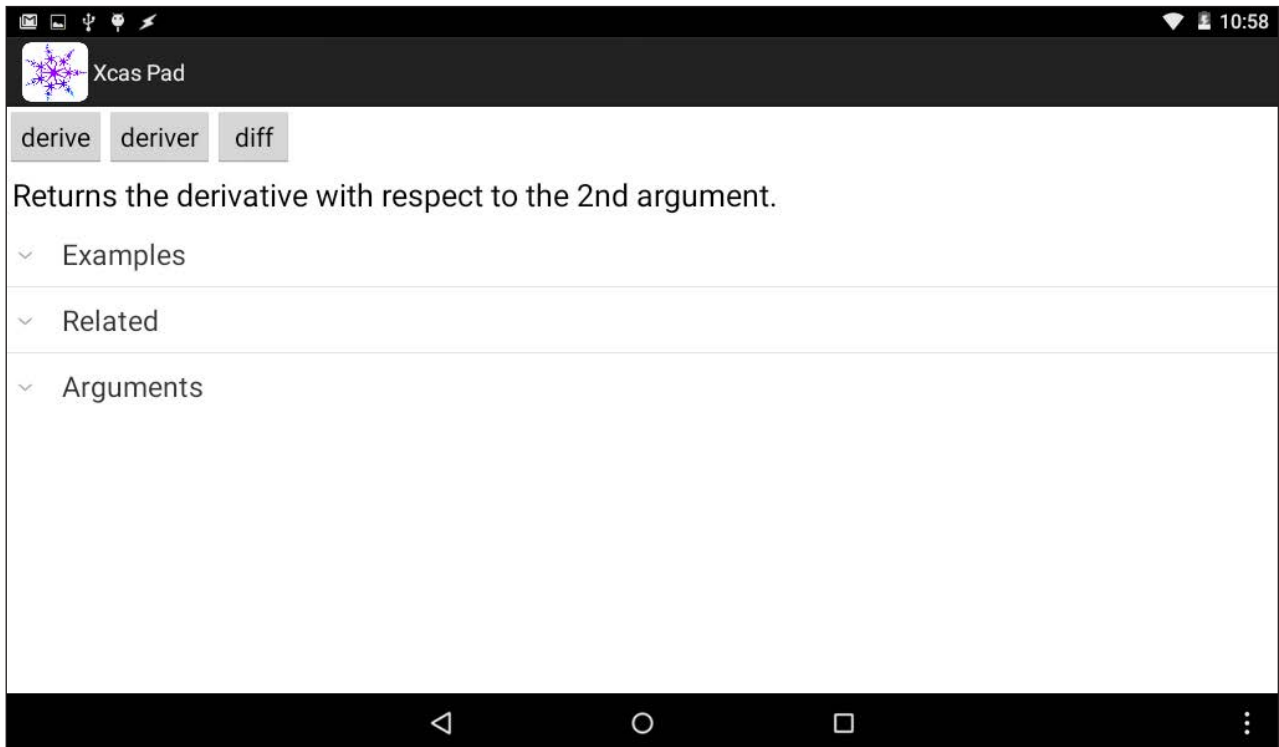 10:58
Xcas Pad
derive deriver diff
Returns the derivative with respect to the 2nd argument.
Examples
Related
Arguments